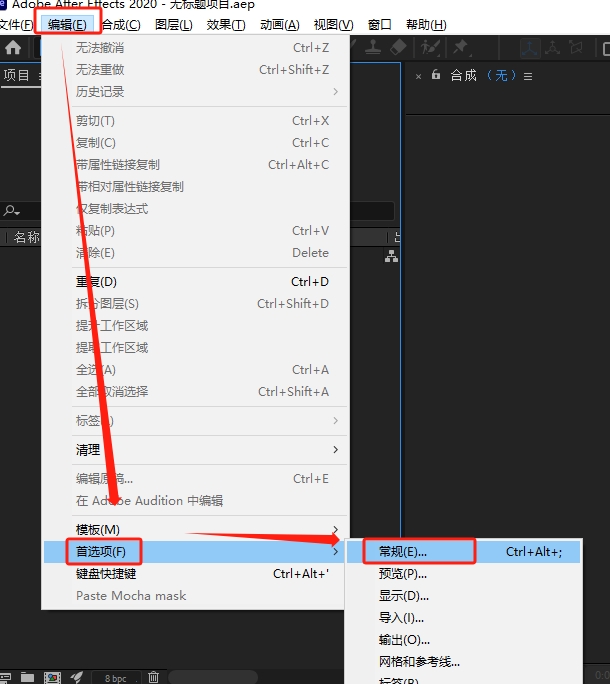 Adobe After Effects 2020 - 无标题项目.aep
文件(F) 编辑(E) 合成(C) 图层(L) 效果(T) 动画(A) 视图(V) 窗口 帮助(H)
无法撤消 Ctrl+Z
无法重做 Ctrl+Shift+Z
项目
合成 (无)
历史记录
剪切(T) Ctrl+X
复制(C) Ctrl+C
带属性链接复制 Ctrl+Alt+C
带相对属性链接复制
仅复制表达式
粘贴(P) Ctrl+V
名称
清除(E) Delete
重复(D) Ctrl+D
拆分图层(S) Ctrl+Shift+D
提升工作区域
提取工作区域
全选(A) Ctrl+A
全部取消选择 Ctrl+Shift+A
标签(L)
清理
编辑原稿... Ctrl+E
在 Adobe Audition 中编辑
模板(M)
首选项(F)
常规(E)... Ctrl+Alt+;
键盘快捷键 Ctrl+Alt+'
预览(P)...
Paste Mocha mask
显示(D)...
导入(I)...
输出(O)...
网格和参考线...
8 bpc
标签(B)